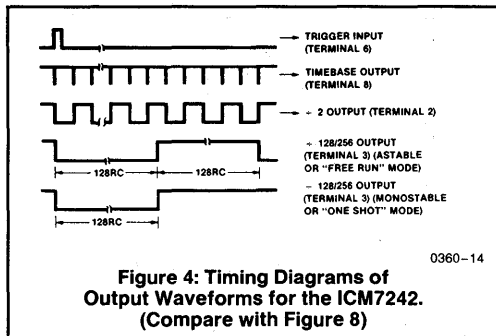 TRIGGER INPUT
(TERMINAL 6)
TIMEBASE OUTPUT
(TERMINAL 8)
÷ 2 OUTPUT (TERMINAL 2)
÷ 128/256 OUTPUT
(TERMINAL 3) (ASTABLE
OR "FREE RUN" MODE)
128RC 128RC
÷ 128/256 OUTPUT
(TERMINAL 3) (MONOSTABLE
OR "ONE SHOT" MODE)
128RC
0360–14
Figure 4: Timing Diagrams of
Output Waveforms for the ICM7242.
(Compare with Figure 8)